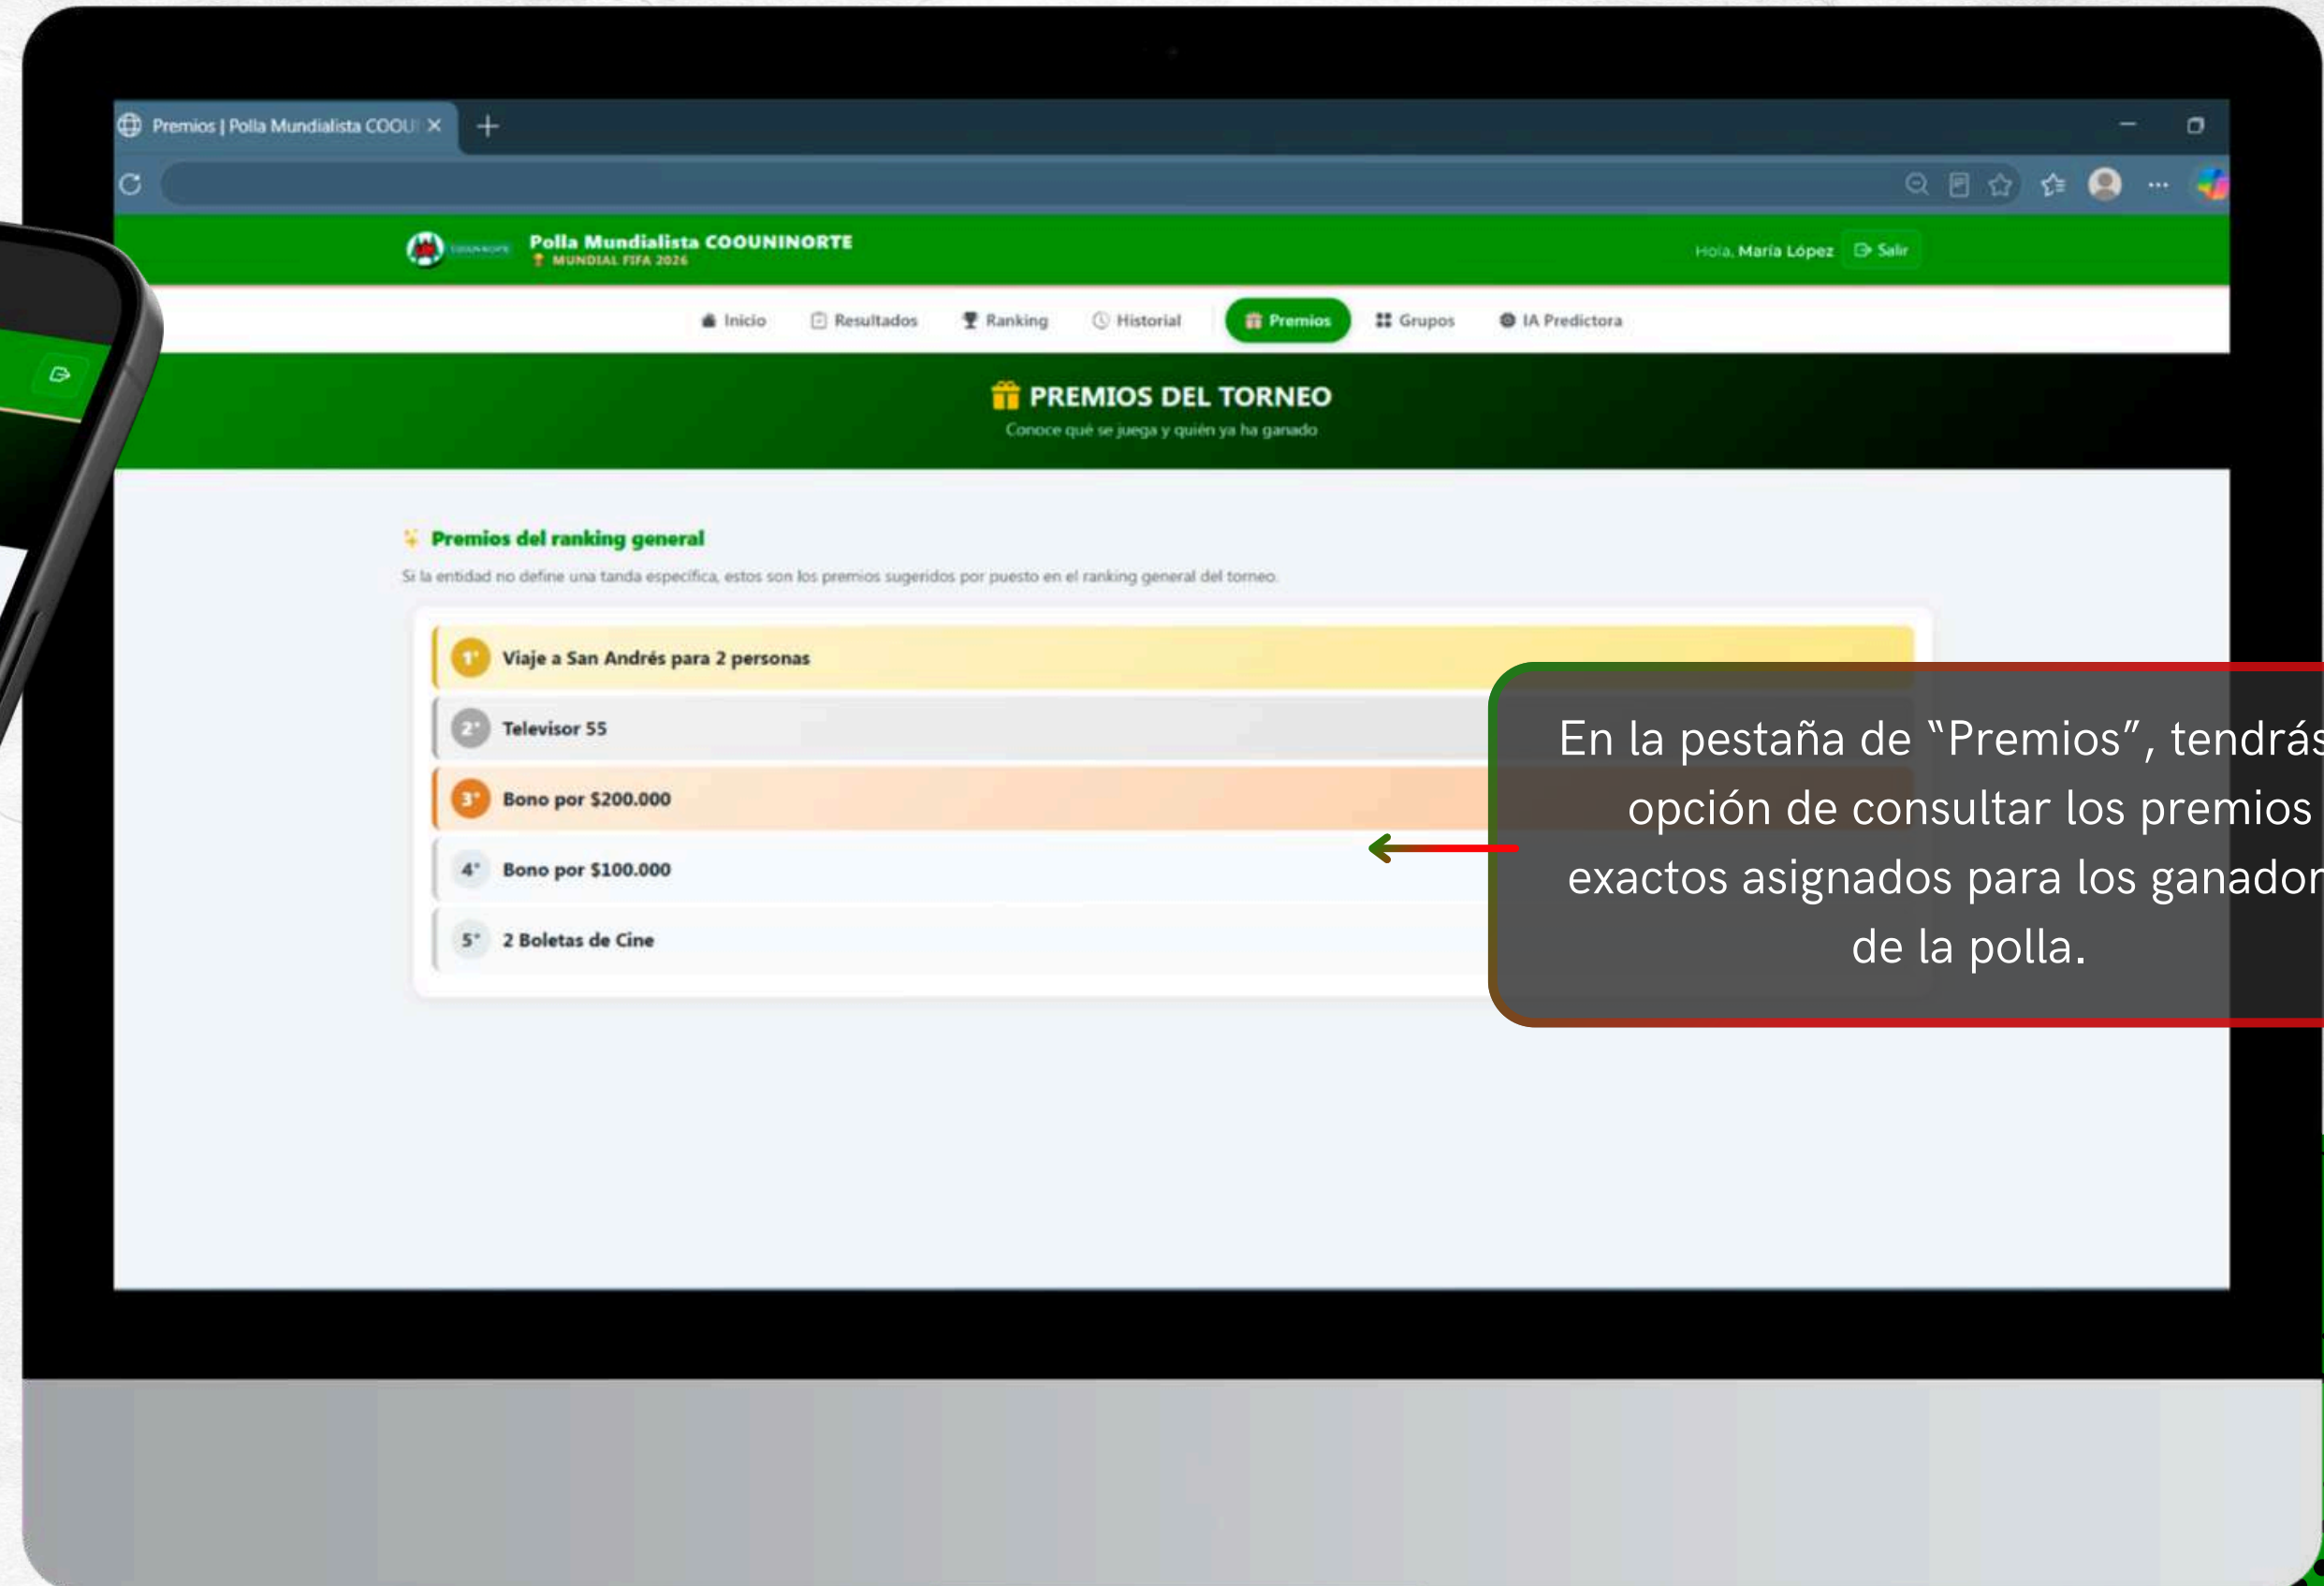 Premios | Polla Mundialista COOU
Polla Mundialista COOUNINORTE
MUNDIAL FIFA 2026
Hola, María López Salir
Inicio Resultados Ranking Historial Premios Grupos IA Predictora
PREMIOS DEL TORNEO
Conoce qué se juega y quién ya ha ganado
Premios del ranking general
Si la entidad no define una tanda específica, estos son los premios sugeridos por puesto en el ranking general del torneo.
1° Viaje a San Andrés para 2 personas
2° Televisor 55
3° Bono por $200.000
4° Bono por $100.000
5° 2 Boletas de Cine
En la pestaña de “Premios”, tendrás
opción de consultar los premios
exactos asignados para los ganador
de la polla.